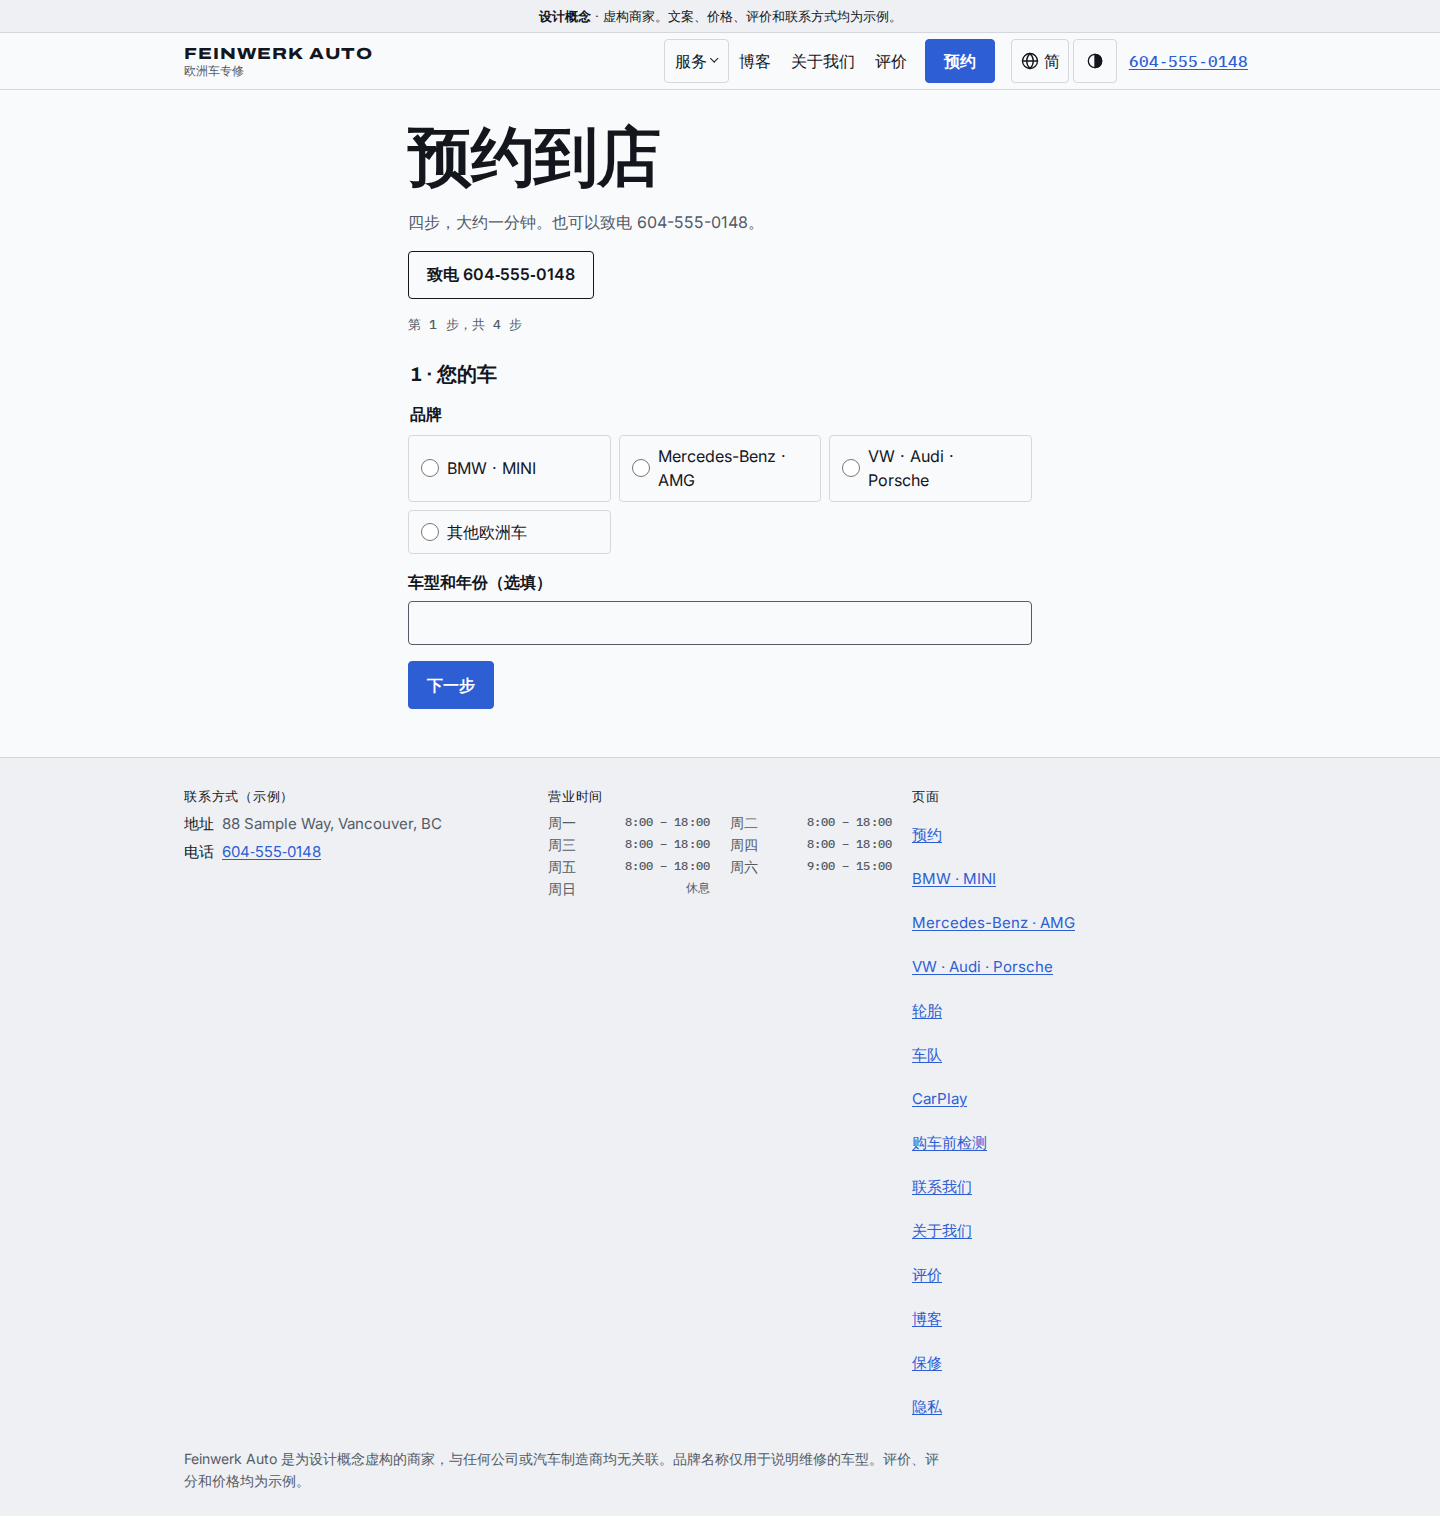 设计概念 · 虚构商家。文案、价格、评价和联系方式均为示例。
FEINWERK AUTO
欧洲车专修
服务 博客 关于我们 评价 预约 简 604-555-0148
预约到店
四步，大约一分钟。也可以致电 604-555-0148。
致电 604-555-0148
第 1 步，共 4 步
1 · 您的车
品牌
BMW · MINI
Mercedes-Benz ·
AMG
VW · Audi ·
Porsche
其他欧洲车
车型和年份（选填）
下一步
联系方式（示例）
地址 88 Sample Way, Vancouver, BC
电话 604-555-0148
营业时间
周一 8:00 – 18:00 周二 8:00 – 18:00
周三 8:00 – 18:00 周四 8:00 – 18:00
周五 8:00 – 18:00 周六 9:00 – 15:00
周日 休息
页面
预约
BMW · MINI
Mercedes-Benz · AMG
VW · Audi · Porsche
轮胎
车队
CarPlay
购车前检测
联系我们
关于我们
评价
博客
保修
隐私
Feinwerk Auto 是为设计概念虚构的商家，与任何公司或汽车制造商均无关联。品牌名称仅用于说明维修的车型。评价、评
分和价格均为示例。